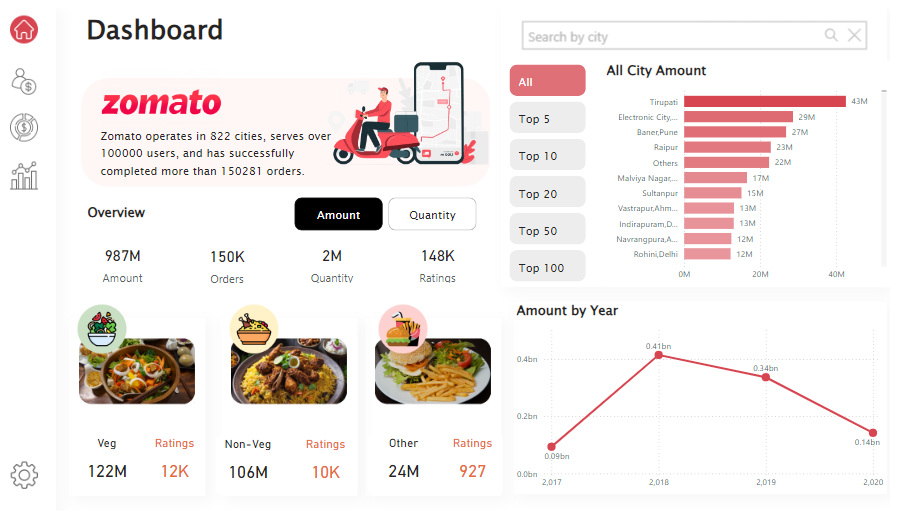 Dashboard
zomato
Zomato operates in 822 cities, serves over
100000 users, and has successfully
completed more than 150281 orders.
Overview
Amount
Quantity
987M
150K
2M
148K
Amount
Orders
Quantity
Ratings
Veg
Ratings
122M
12K
Non-Veg
Ratings
106M
10K
Other
Ratings
24M
927
Search by city
All
Top 5
Top 10
Top 20
Top 50
Top 100
All City Amount
Tirupati 43M
Electronic City,... 29M
Baner,Pune 27M
Raipur 23M
Others 22M
Malviya Nagar,... 17M
Sultanpur 15M
Vastrapur,Ahm... 13M
Indirapuram,D... 13M
Navrangpura,A... 12M
Rohini,Delhi 12M
0M 20M 40M
Amount by Year
0.4bn
0.2bn
0.0bn
0.09bn
0.41bn
0.34bn
0.14bn
2,017 2,018 2,019 2,020